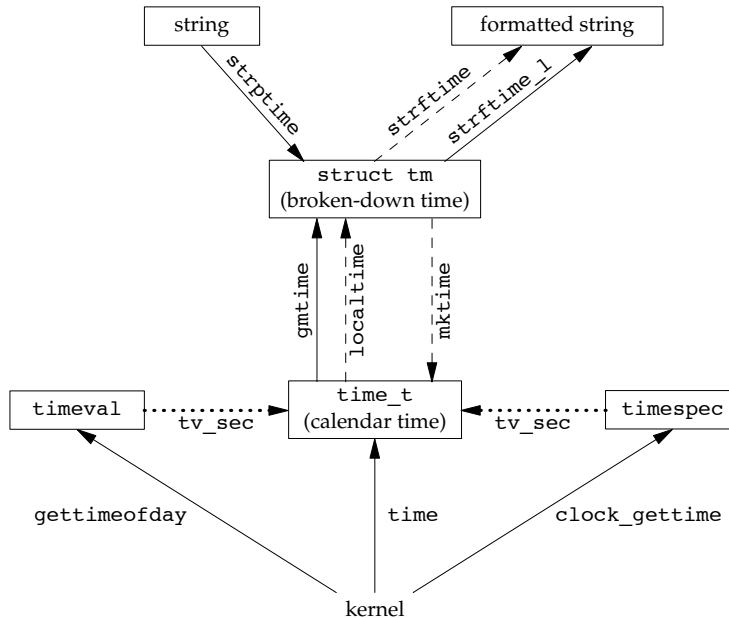 string
formatted string
strptime
strftime
strftime_l
struct tm
(broken-down time)
gmtime
localtime
mktime
timeval
tv_sec
time_t
(calendar time)
tv_sec
timespec
gettimeofday
time
clock_gettime
kernel